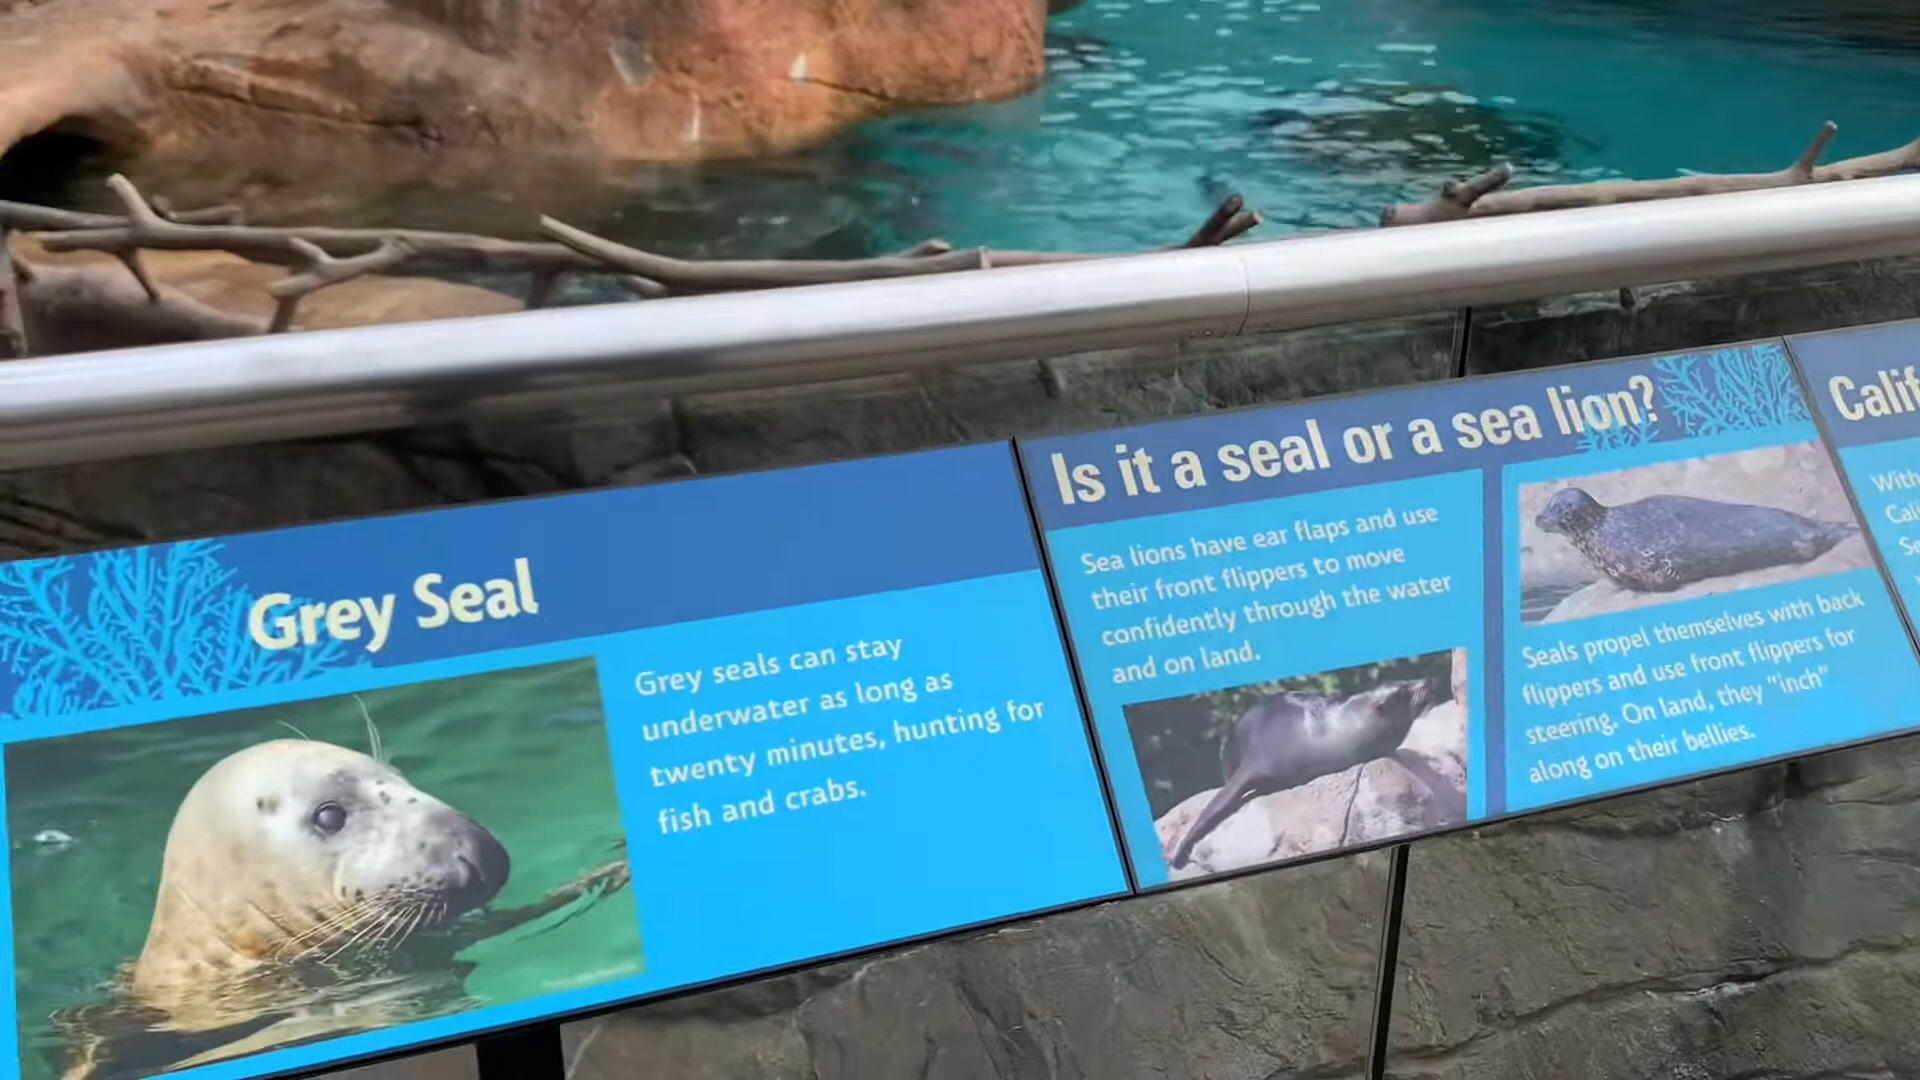 Grey Seal
Grey seals can stay
underwater as long as
twenty minutes, hunting for
fish and crabs.
Is it a seal or a sea lion?
Sea lions have ear flaps and use
their front flippers to move
confidently through the water
and on land.
Seals propel themselves with back
flippers and use front flippers for
steering. On land, they "inch"
along on their bellies.
Calif
With
Cali
Se